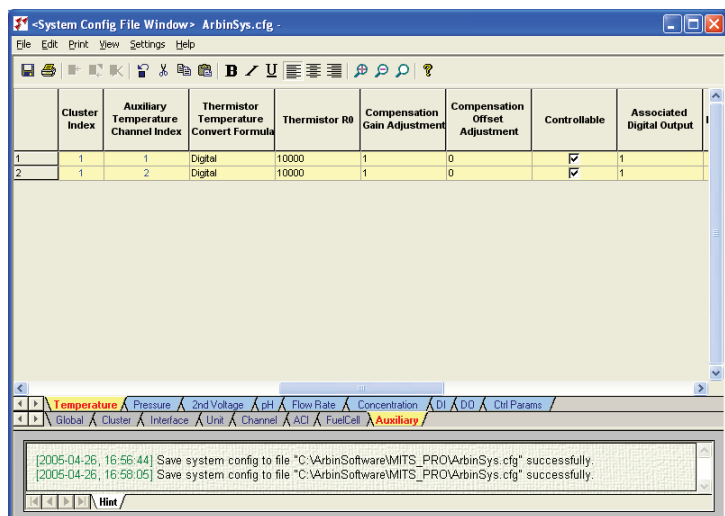 <System Config File Window> ArbinSys.cfg -
File Edit Print View Settings Help
B Z U
Cluster Index
Auxiliary Temperature Channel Index
Thermistor Temperature Convert Formula
Thermistor R0
Compensation Gain Adjustment
Compensation Offset Adjustment
Controllable
Associated Digital Output
1 1 1 Digital 10000 1 0 1
2 1 2 Digital 10000 1 0 1
Temperature Pressure 2nd Voltage pH Flow Rate Concentration DI DO Ctrl Params
Global Cluster Interface Unit Channel ACI FuelCell Auxiliary
[2005-04-26, 16:56:44] Save system config to file "C:\ArbinSoftware\MITS_PRO\ArbinSys.cfg" successfully.
[2005-04-26, 16:58:05] Save system config to file "C:\ArbinSoftware\MITS_PRO\ArbinSys.cfg" successfully.
Hint